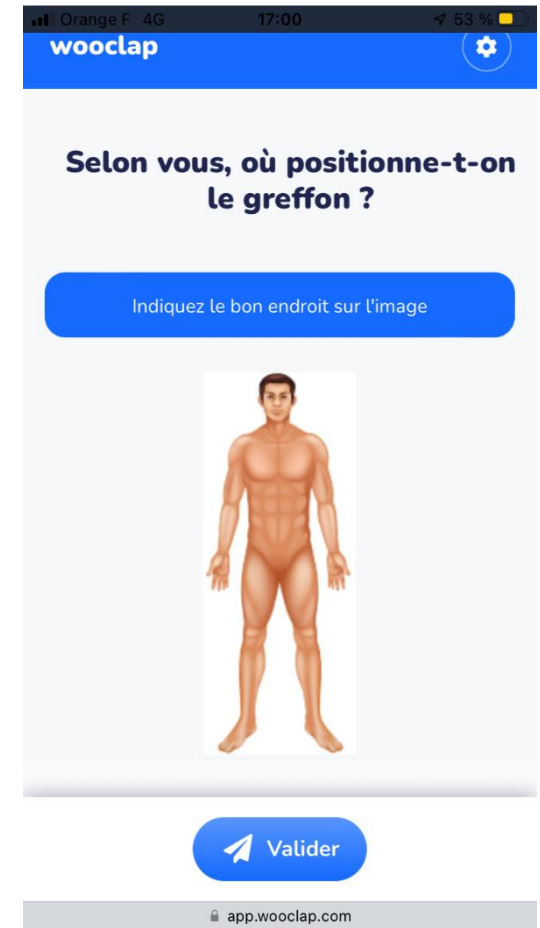 Orange F 4G 17:00 53 %
wooclap
Selon vous, où positionne-t-on
le greffon ?
Indiquez le bon endroit sur l'image
Valider
app.wooclap.com